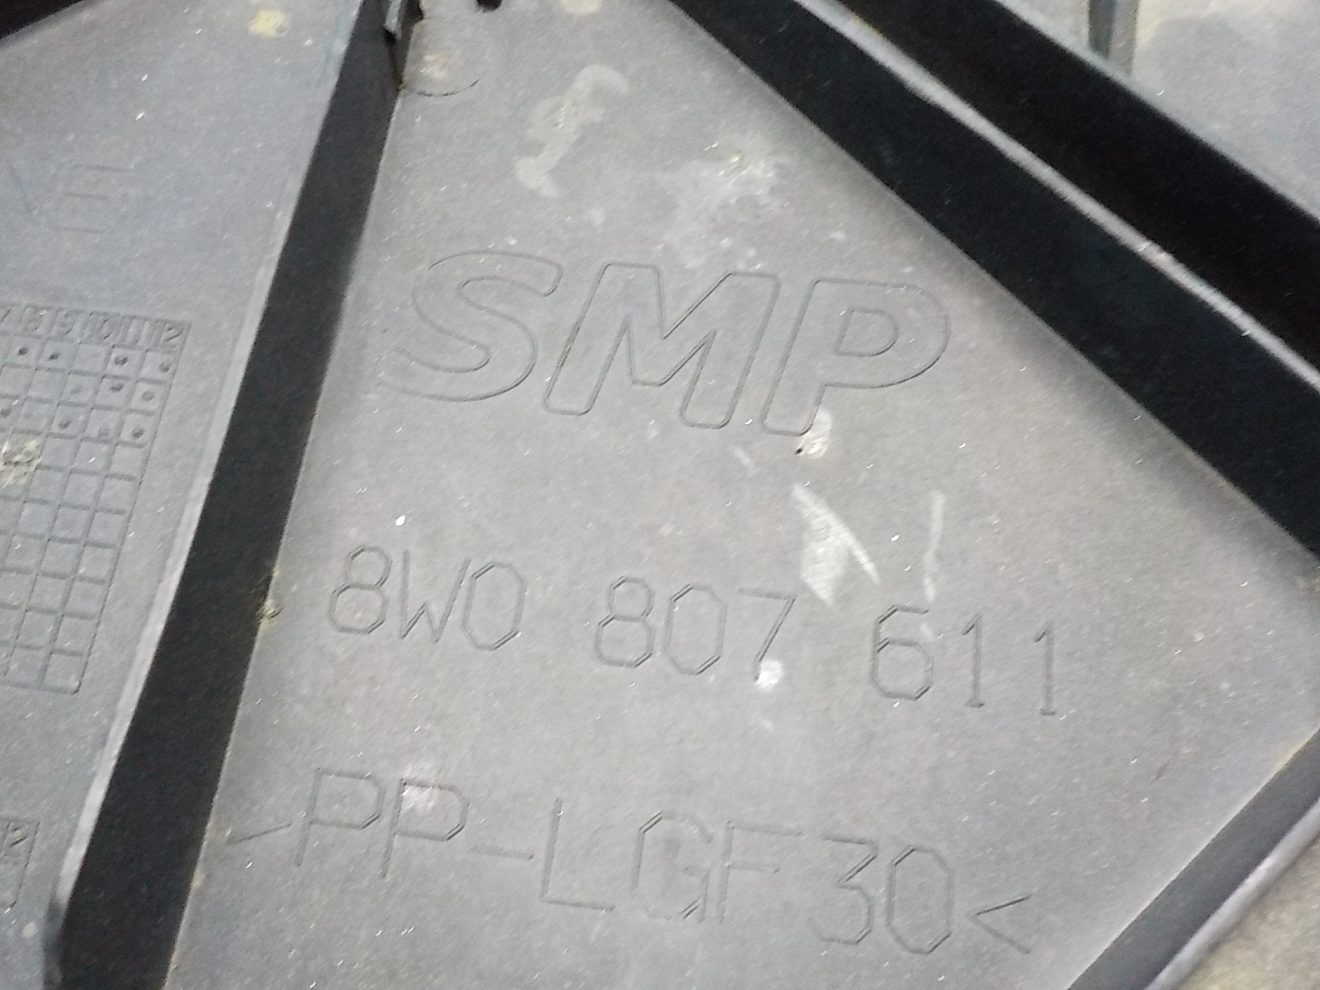 E
SMP
8W0 807 611
>PP-LGF30<